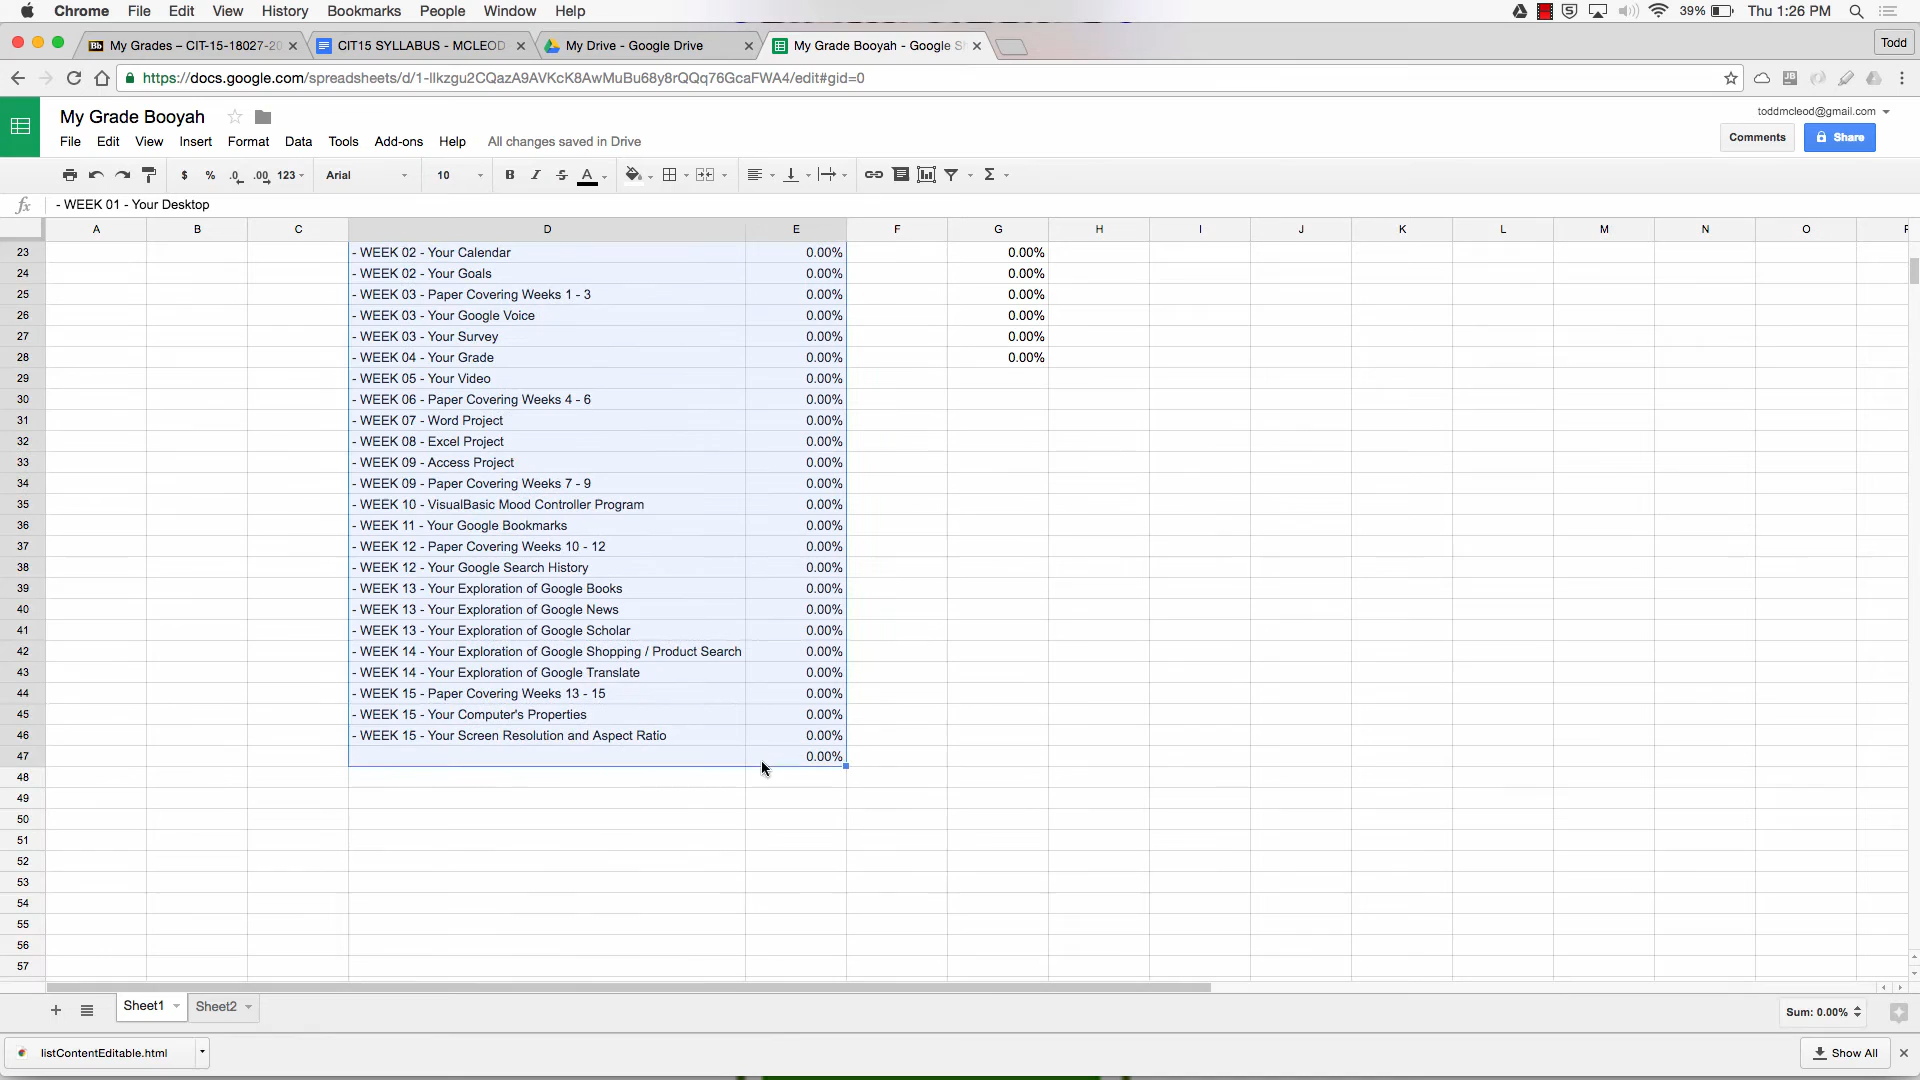 Chrome File Edit View History Bookmarks People Window Help 39% Thu 1:26 PM
My Grades – CIT-15-18027-20 CIT15 SYLLABUS - MCLEOD My Drive - Google Drive My Grade Booyah - Google S Todd
https://docs.google.com/spreadsheets/d/1-llkzgu2CQazA9AVKcK8AwMuBu68y8rQQq76GcaFWA4/edit#gid=0
My Grade Booyah toddmcleod@gmail.com
File Edit View Insert Format Data Tools Add-ons Help All changes saved in Drive Comments Share
$ % .0 .00 123 Arial 10 B I S A Σ
fx - WEEK 01 - Your Desktop
A B C D E F G H I J K L M N O
23 - WEEK 02 - Your Calendar 0.00% 0.00%
24 - WEEK 02 - Your Goals 0.00% 0.00%
25 - WEEK 03 - Paper Covering Weeks 1 - 3 0.00% 0.00%
26 - WEEK 03 - Your Google Voice 0.00% 0.00%
27 - WEEK 03 - Your Survey 0.00% 0.00%
28 - WEEK 04 - Your Grade 0.00% 0.00%
29 - WEEK 05 - Your Video 0.00%
30 - WEEK 06 - Paper Covering Weeks 4 - 6 0.00%
31 - WEEK 07 - Word Project 0.00%
32 - WEEK 08 - Excel Project 0.00%
33 - WEEK 09 - Access Project 0.00%
34 - WEEK 09 - Paper Covering Weeks 7 - 9 0.00%
35 - WEEK 10 - VisualBasic Mood Controller Program 0.00%
36 - WEEK 11 - Your Google Bookmarks 0.00%
37 - WEEK 12 - Paper Covering Weeks 10 - 12 0.00%
38 - WEEK 12 - Your Google Search History 0.00%
39 - WEEK 13 - Your Exploration of Google Books 0.00%
40 - WEEK 13 - Your Exploration of Google News 0.00%
41 - WEEK 13 - Your Exploration of Google Scholar 0.00%
42 - WEEK 14 - Your Exploration of Google Shopping / Product Search 0.00%
43 - WEEK 14 - Your Exploration of Google Translate 0.00%
44 - WEEK 15 - Paper Covering Weeks 13 - 15 0.00%
45 - WEEK 15 - Your Computer's Properties 0.00%
46 - WEEK 15 - Your Screen Resolution and Aspect Ratio 0.00%
47 0.00%
48
49
50
51
52
53
54
55
56
57
Sheet1 Sheet2 Sum: 0.00%
listContentEditable.html Show All